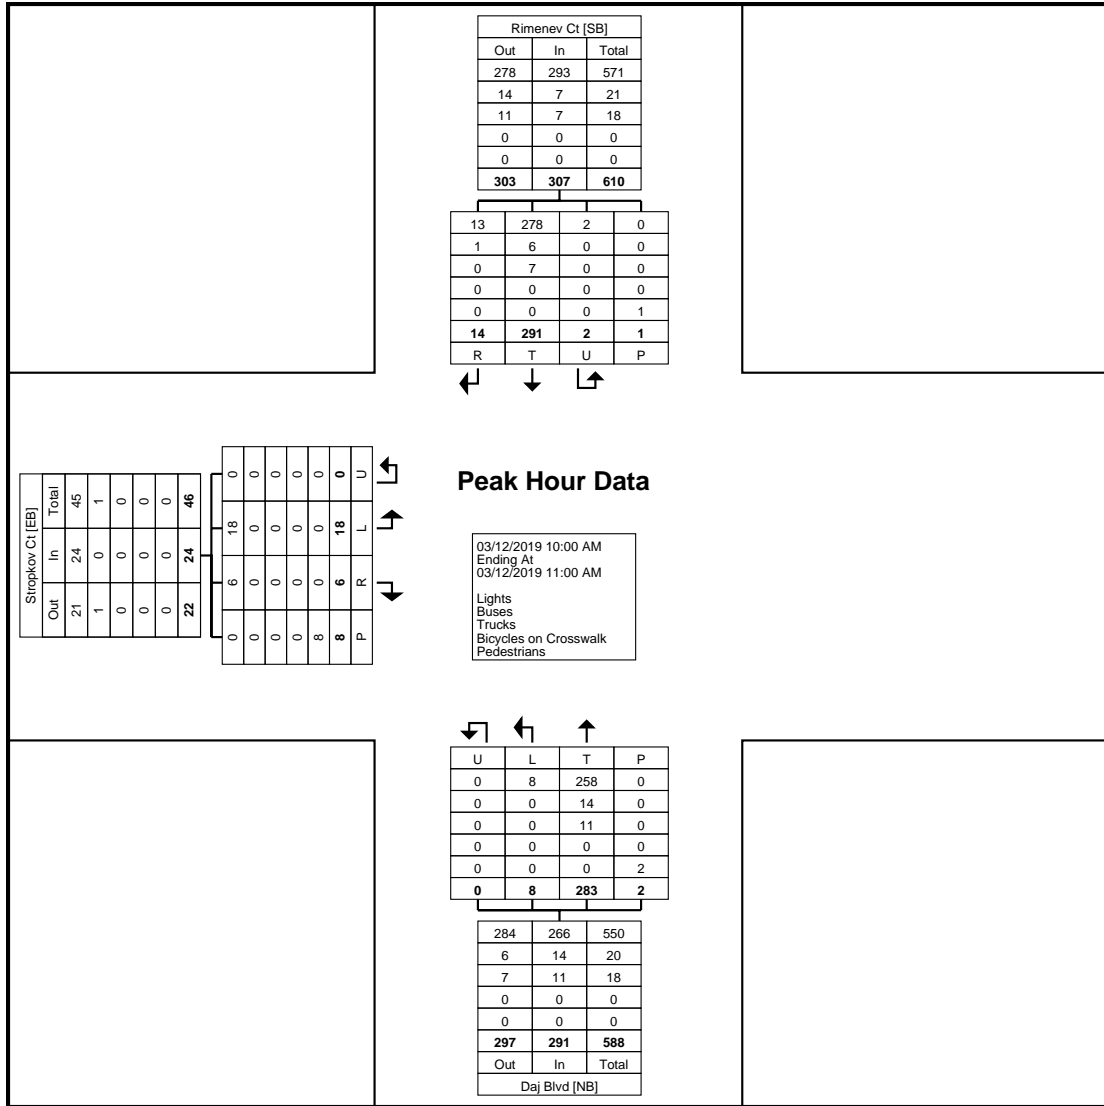 Rimenev Ct [SB]
Out In Total
278 293 571
14 7 21
11 7 18
0 0 0
0 0 0
303 307 610
13 278 2 0
1 6 0 0
0 7 0 0
0 0 0 0
0 0 0 1
14 291 2 1
R T U P
Stropkov Ct [EB]
Out In Total
21 24 45
1 0 1
0 0 0
0 0 0
0 0 0
22 24 46
0 6 18 0
0 0 0 0
0 0 0 0
0 0 0 0
8 0 0 0
8 6 18 0
P R L U
Peak Hour Data
03/12/2019 10:00 AM
Ending At
03/12/2019 11:00 AM
Lights
Buses
Trucks
Bicycles on Crosswalk
Pedestrians
U L T P
0 8 258 0
0 0 14 0
0 0 11 0
0 0 0 0
0 0 0 2
0 8 283 2
284 266 550
6 14 20
7 11 18
0 0 0
0 0 0
297 291 588
Out In Total
Daj Blvd [NB]